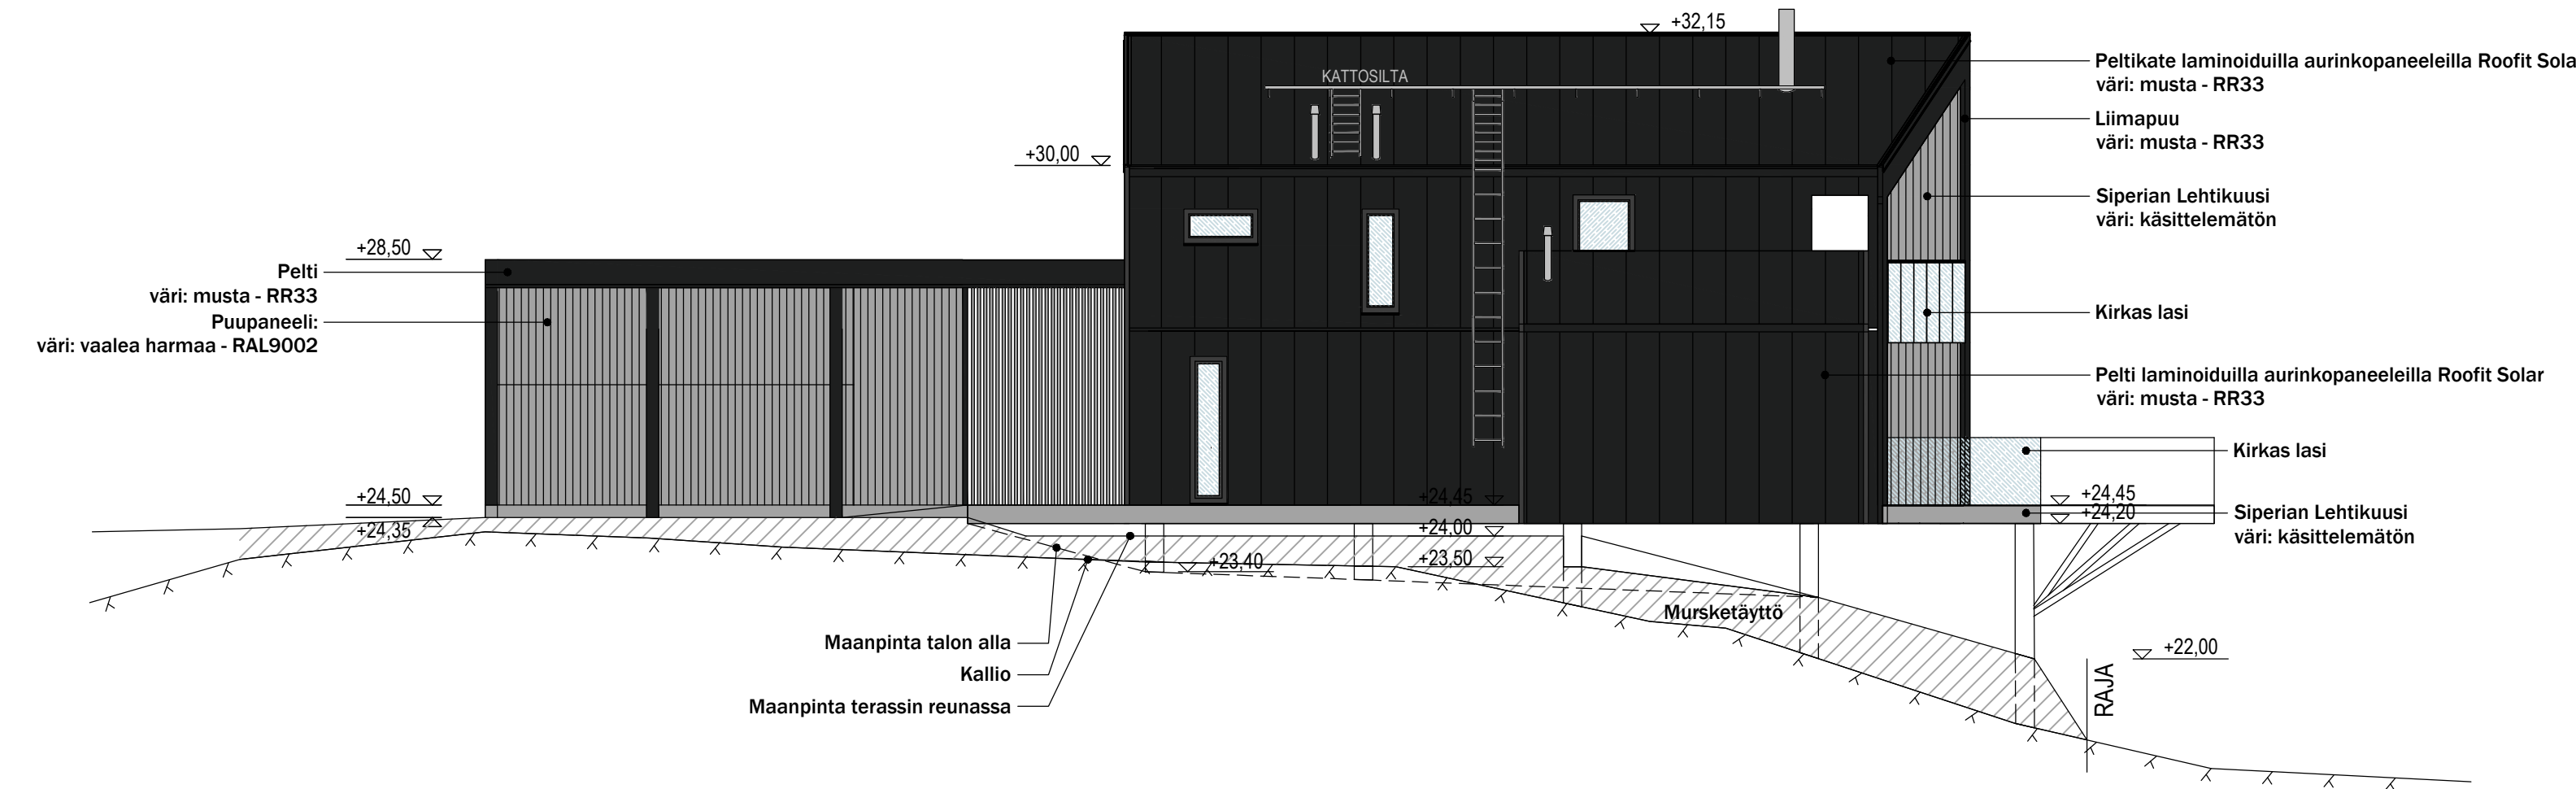 +32,15
KATTOSILTA
+30,00
+28,50
Pelti
väri: musta - RR33
Puupaneeli:
väri: vaalea harmaa - RAL9002
+24,50
+24,35
Peltikate laminoiduilla aurinkopaneeleilla Roofit Sola
väri: musta - RR33
Liimapuu
väri: musta - RR33
Siperian Lehtikuusi
väri: käsittelemätön
Kirkas lasi
Pelti laminoiduilla aurinkopaneeleilla Roofit Solar
väri: musta - RR33
Kirkas lasi
+24,45
+24,20
Siperian Lehtikuusi
väri: käsittelemätön
+24,45
+24,00
+23,50
+23,40
Mursketäyttö
Maanpinta talon alla
Kallio
Maanpinta terassin reunassa
+22,00
RAJA